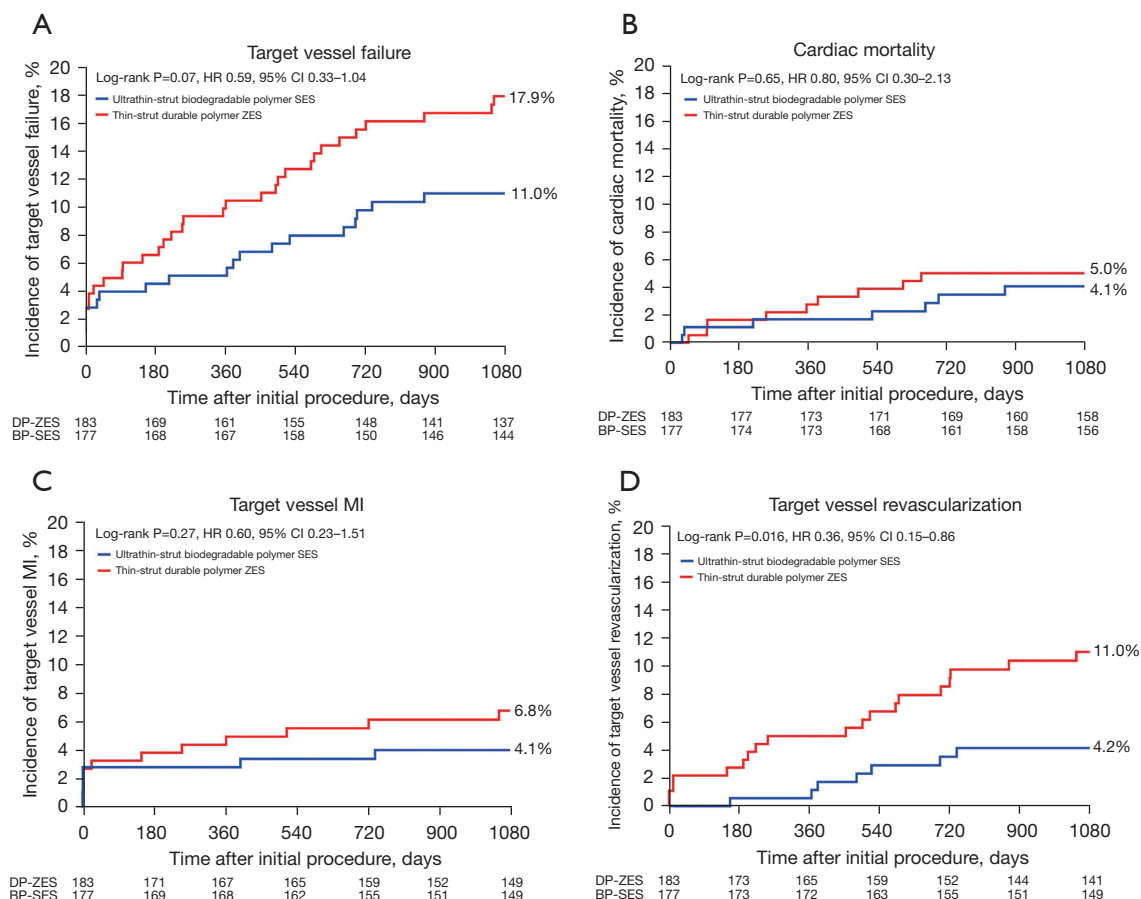 A
Target vessel failure
Log-rank P=0.07, HR 0.59, 95% CI 0.33–1.04
Ultrathin-strut biodegradable polymer SES
Thin-strut durable polymer ZES
Incidence of target vessel failure, %
20
18
16
14
12
10
8
6
4
2
0
17.9%
11.0%
0 180 360 540 720 900 1080
Time after initial procedure, days
DP-ZES 183 169 161 155 148 141 137
BP-SES 177 168 167 158 150 146 144
B
Cardiac mortality
Log-rank P=0.65, HR 0.80, 95% CI 0.30–2.13
Ultrathin-strut biodegradable polymer SES
Thin-strut durable polymer ZES
Incidence of cardiac mortality, %
20
18
16
14
12
10
8
6
4
2
0
5.0%
4.1%
0 180 360 540 720 900 1080
Time after initial procedure, days
DP-ZES 183 177 173 171 169 160 158
BP-SES 177 174 173 168 161 158 156
C
Target vessel MI
Log-rank P=0.27, HR 0.60, 95% CI 0.23–1.51
Ultrathin-strut biodegradable polymer SES
Thin-strut durable polymer ZES
Incidence of target vessel MI, %
20
18
16
14
12
10
8
6
4
2
0
6.8%
4.1%
0 180 360 540 720 900 1080
Time after initial procedure, days
DP-ZES 183 171 167 165 159 152 149
BP-SES 177 169 168 162 155 151 149
D
Target vessel revascularization
Log-rank P=0.016, HR 0.36, 95% CI 0.15–0.86
Ultrathin-strut biodegradable polymer SES
Thin-strut durable polymer ZES
Incidence of target vessel revascularization, %
20
18
16
14
12
10
8
6
4
2
0
11.0%
4.2%
0 180 360 540 720 900 1080
Time after initial procedure, days
DP-ZES 183 173 165 159 152 144 141
BP-SES 177 173 172 163 155 151 149